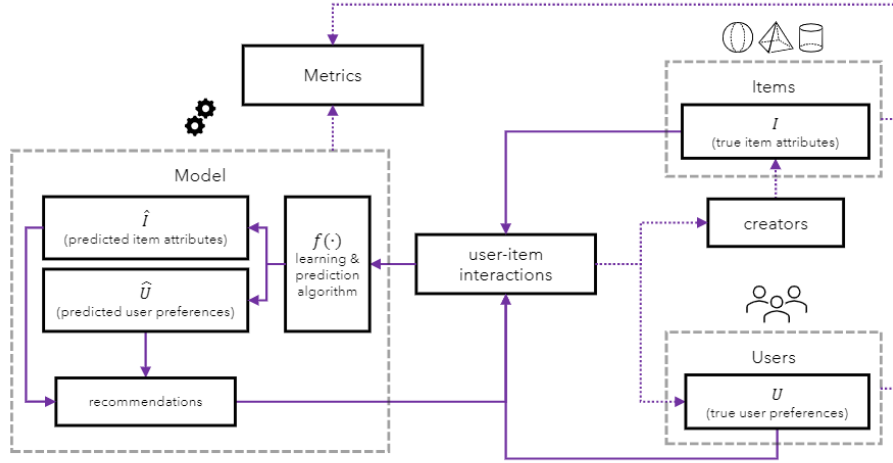 Metrics
Items
I
(true item attributes)
Model
Î
(predicted item attributes)
f(·)
learning &
prediction
algorithm
user-item
interactions
creators
Û
(predicted user preferences)
Users
recommendations
U
(true user preferences)